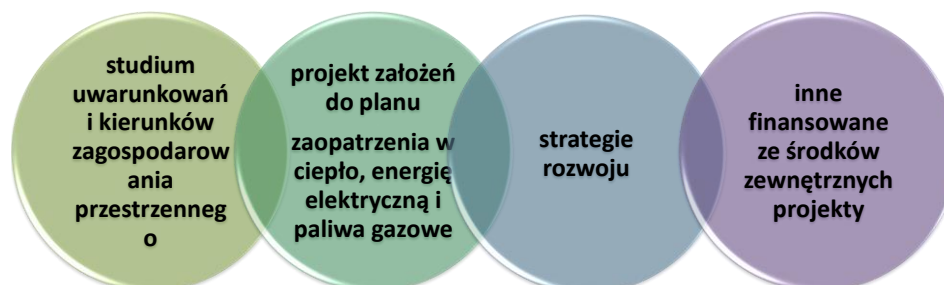 studium
uwarunkowań
i kierunków
zagospodarow
ania
przestrzenneg
o
projekt założeń
do planu
zaopatrzenia w
ciepło, energię
elektryczną i
paliwa gazowe
strategie
rozwoju
inne
finansowane
ze środków
zewnętrznych
projekty